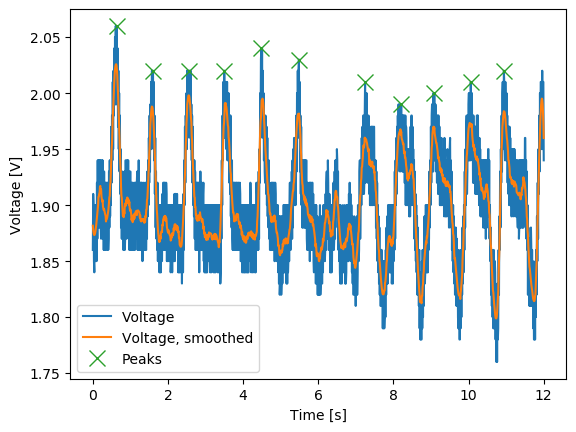 2.05
2.00
1.95
1.90
1.85
1.80
1.75
Voltage [V]
Voltage
Voltage, smoothed
Peaks
0 2 4 6 8 10 12
Time [s]